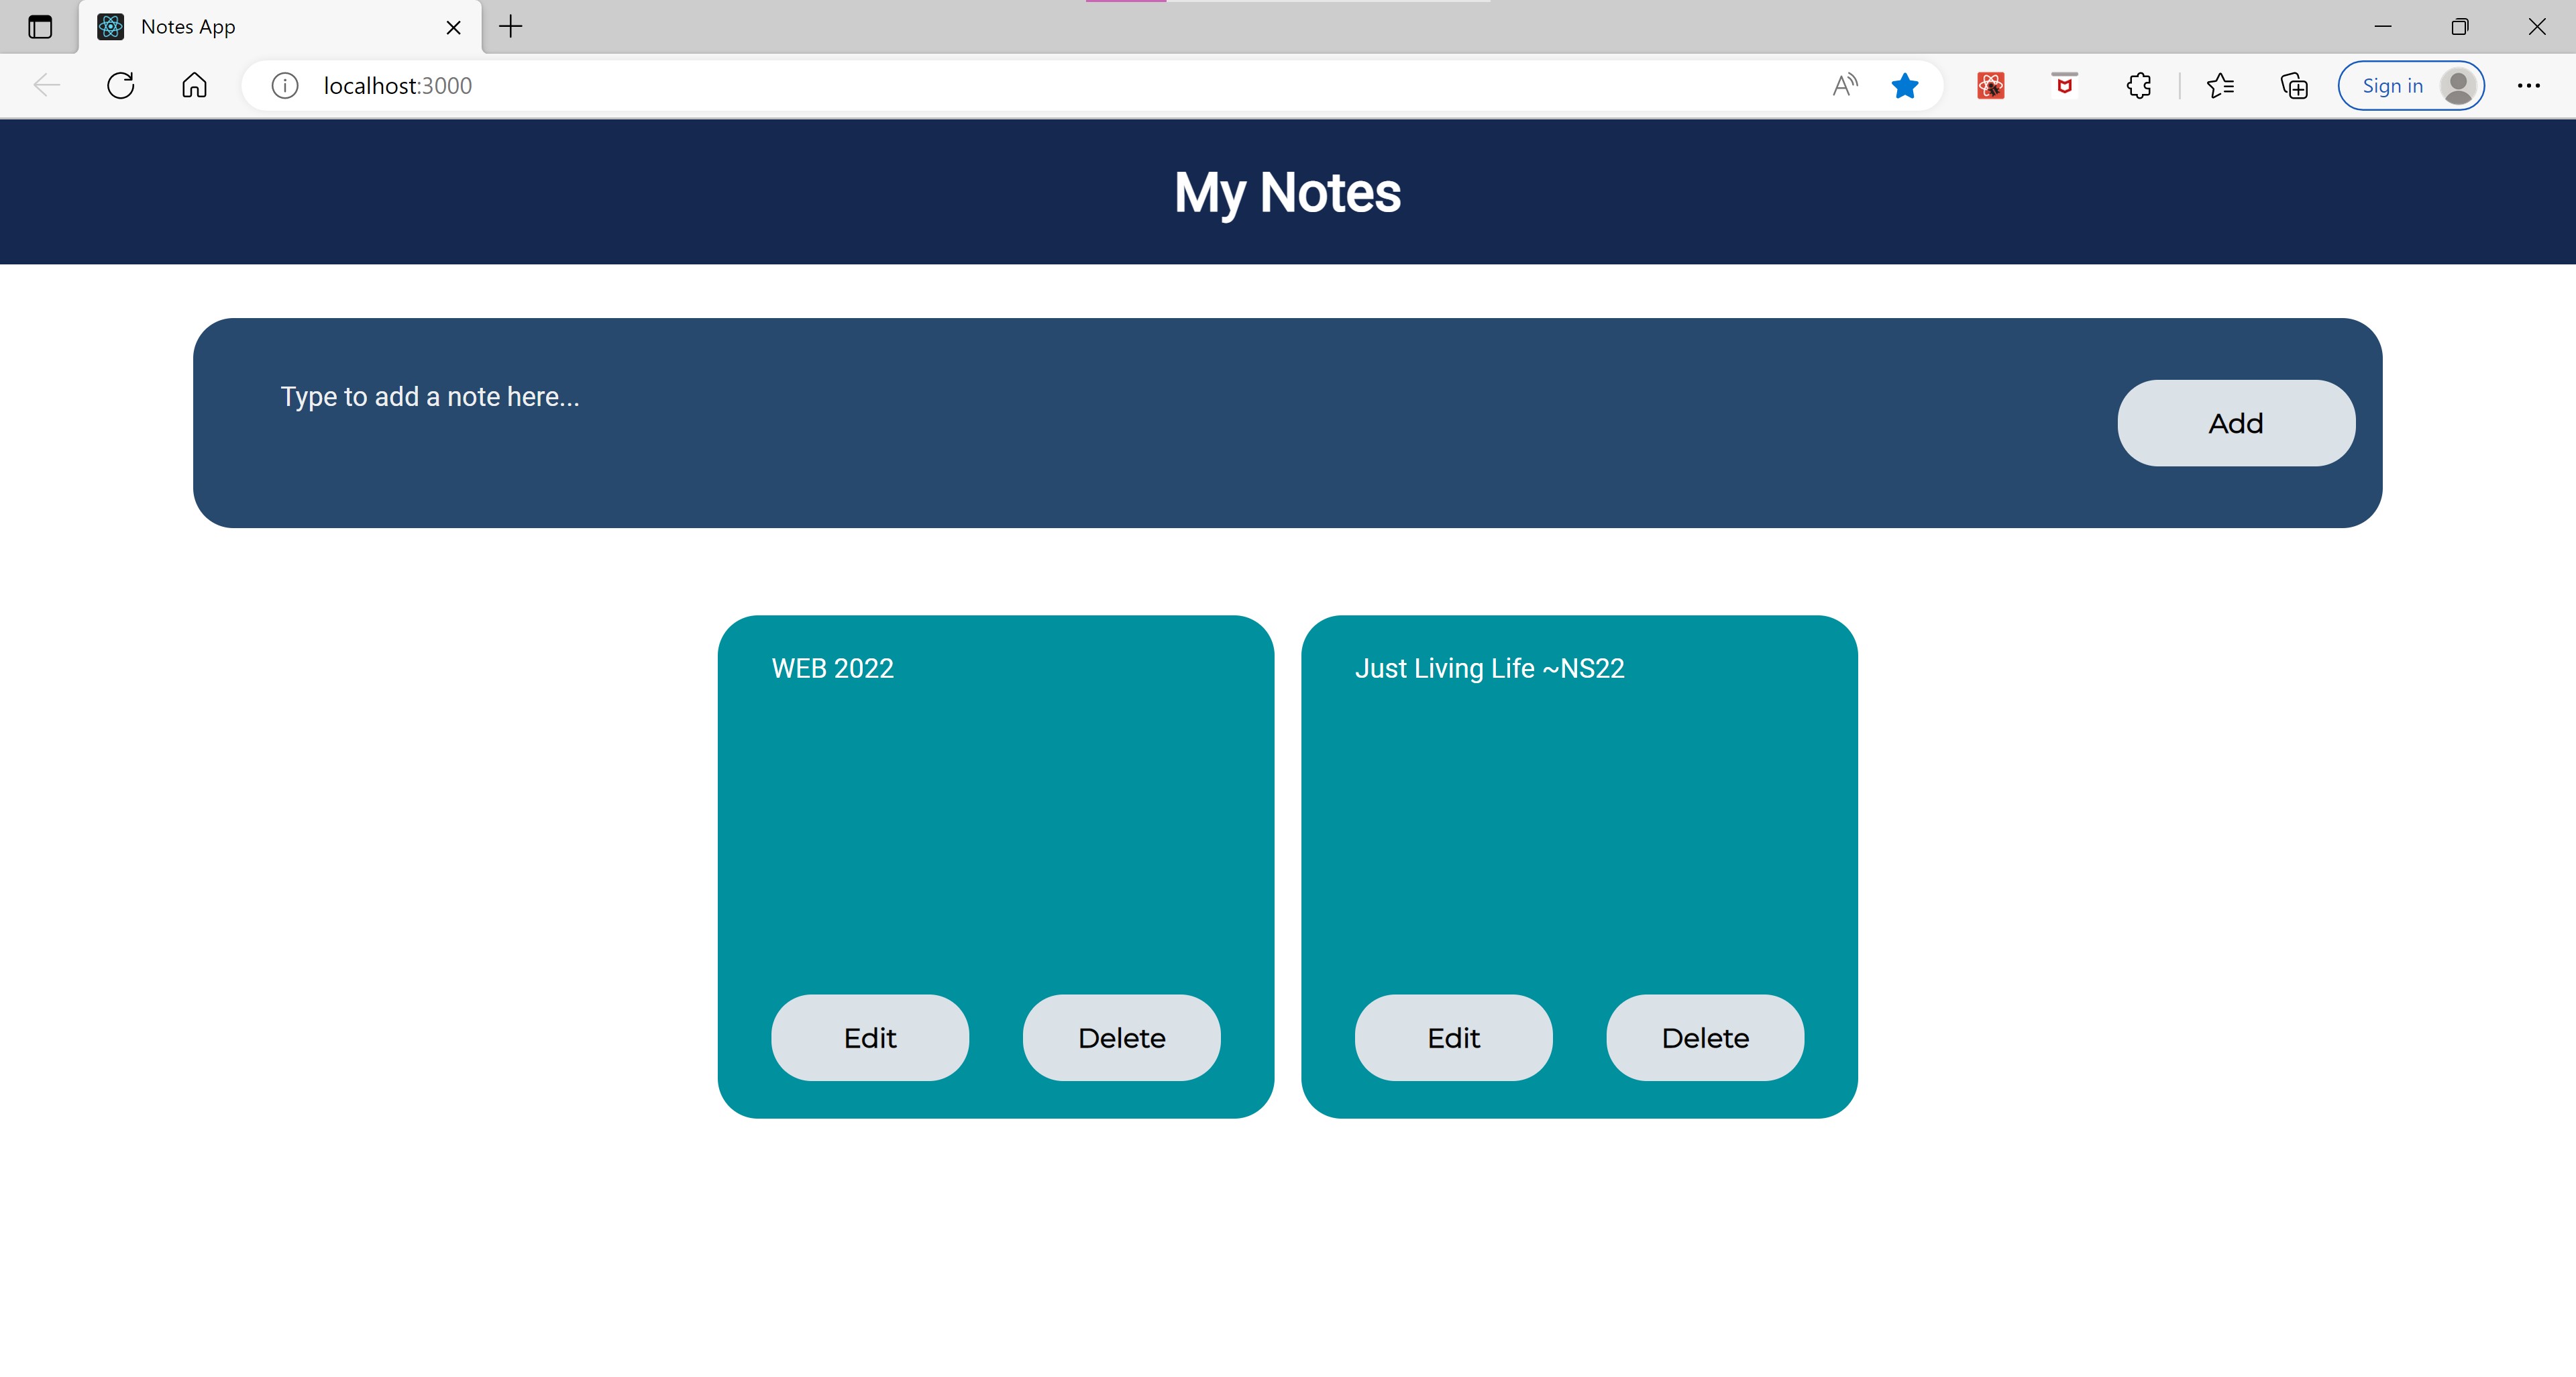 Notes App
localhost:3000
Sign in
My Notes
Type to add a note here...
Add
WEB 2022
Just Living Life ~NS22
Edit
Delete
Edit
Delete